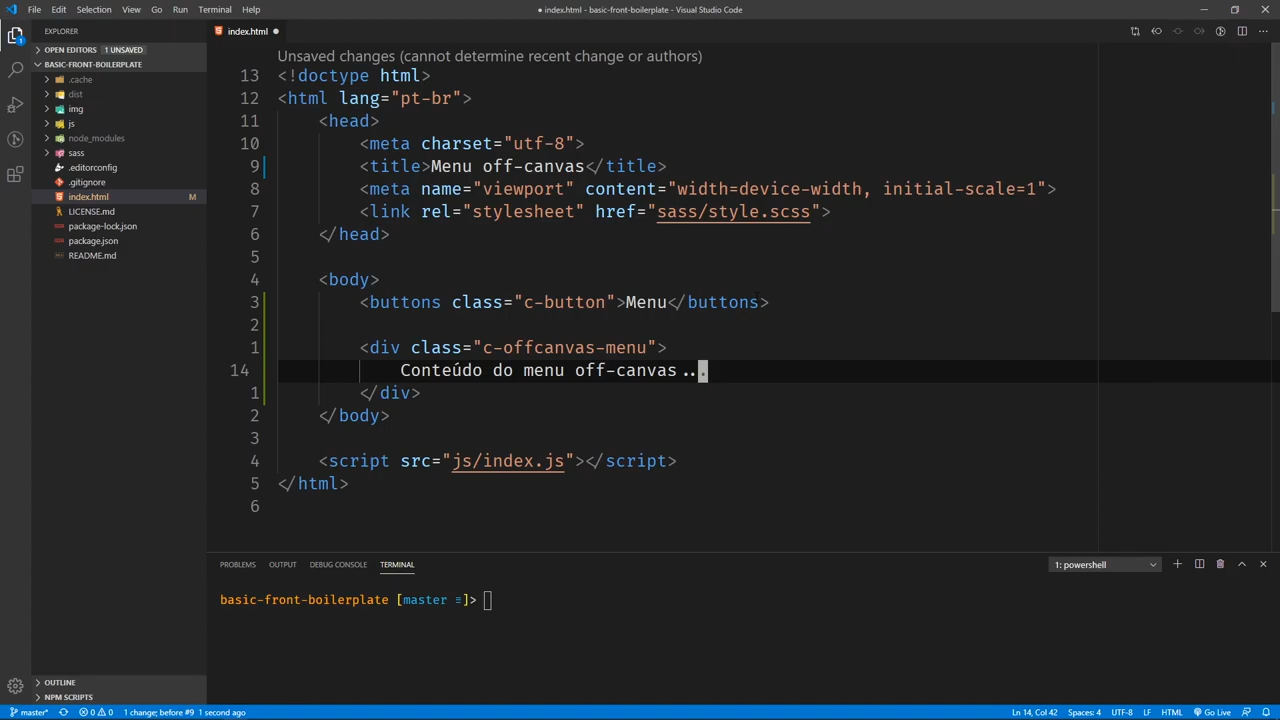 File Edit Selection View Go Run Terminal Help
● index.html - basic-front-boilerplate - Visual Studio Code
EXPLORER
index.html ●
OPEN EDITORS 1 UNSAVED
BASIC-FRONT-BOILERPLATE
.cache
dist
img
js
node_modules
sass
.editorconfig
.gitignore
index.html M
LICENSE.md
package-lock.json
package.json
README.md
OUTLINE
NPM SCRIPTS
1
Unsaved changes (cannot determine recent change or authors)
13 <!doctype html>
12 <html lang="pt-br">
11 <head>
10 <meta charset="utf-8">
9 <title>Menu off-canvas</title>
8 <meta name="viewport" content="width=device-width, initial-scale=1">
7 <link rel="stylesheet" href="sass/style.scss">
6 </head>
5
4 <body>
3 <buttons class="c-button">Menu</buttons>
2
1 <div class="c-offcanvas-menu">
14 Conteúdo do menu off-canvas...
1 </div>
2 </body>
3
4 <script src="js/index.js"></script>
5 </html>
6
PROBLEMS OUTPUT DEBUG CONSOLE TERMINAL
1: powershell
basic-front-boilerplate [master ≡]>
master* 0 0 1 change; before #9 1 second ago
Ln 14, Col 42 Spaces: 4 UTF-8 LF HTML Go Live